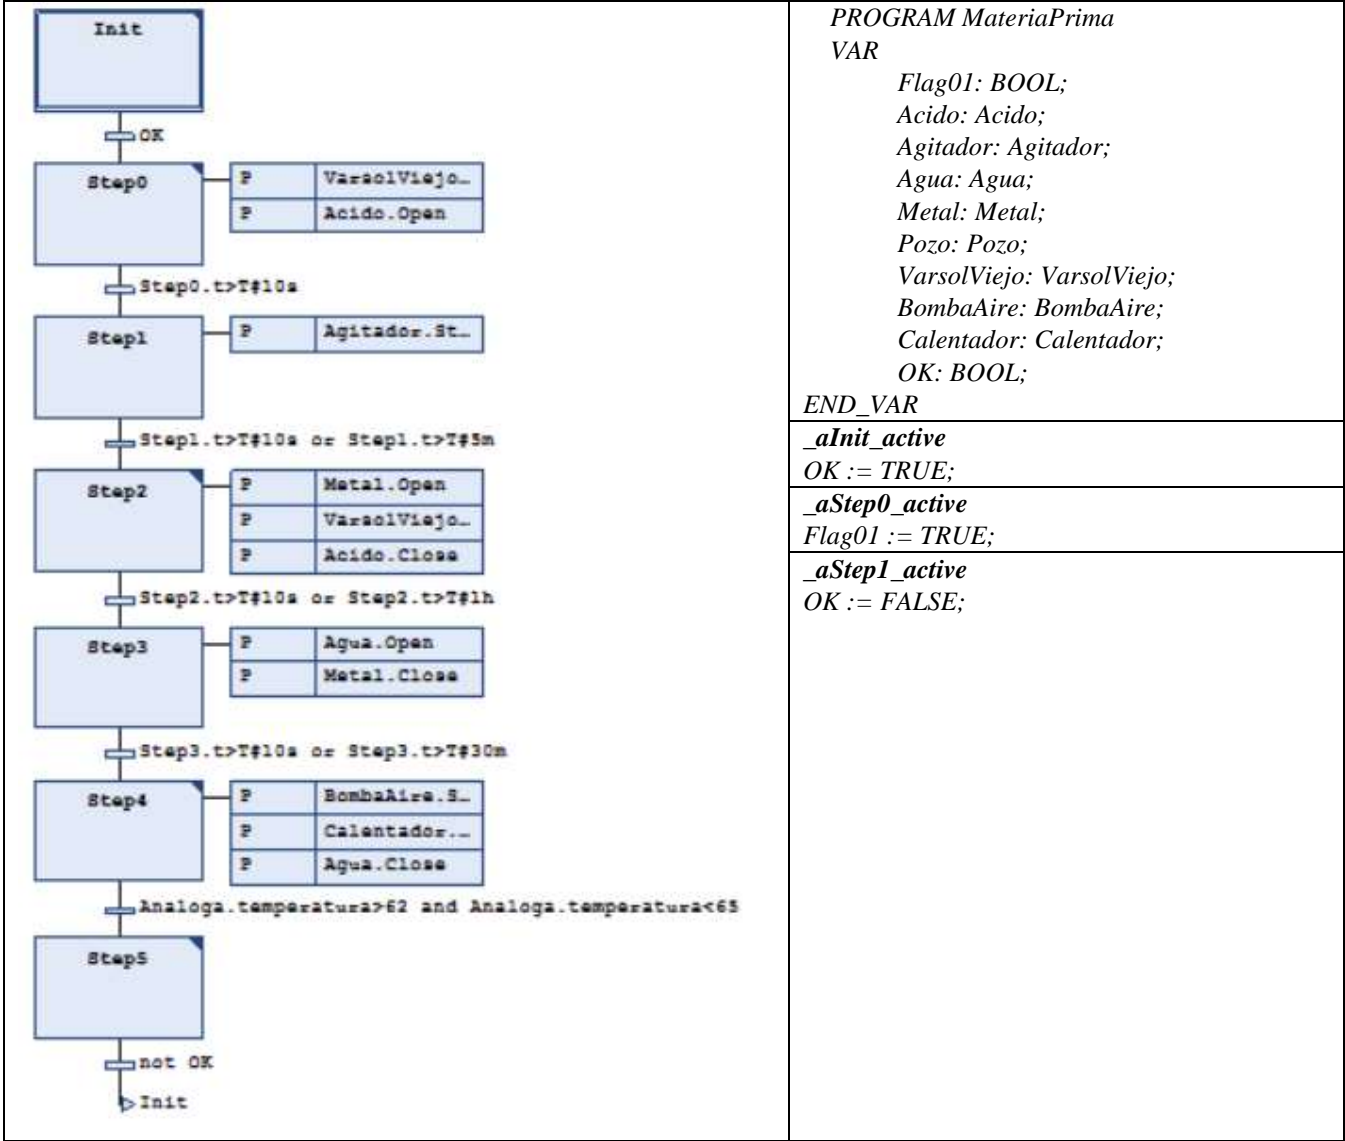 Init
OK
Step0
P VarsolViejo…
P Acido.Open
Step0.t>T#10s
Step1
P Agitador.St…
Step1.t>T#10s or Step1.t>T#5m
Step2
P Metal.Open
P VarsolViejo…
P Acido.Close
Step2.t>T#10s or Step2.t>T#1h
Step3
P Agua.Open
P Metal.Close
Step3.t>T#10s or Step3.t>T#30m
Step4
P BombaAire.S…
P Calentador.…
P Agua.Close
Analoga.temperatura>62 and Analoga.temperatura<65
Step5
not OK
Init
PROGRAM MateriaPrima
VAR
Flag01: BOOL;
Acido: Acido;
Agitador: Agitador;
Agua: Agua;
Metal: Metal;
Pozo: Pozo;
VarsolViejo: VarsolViejo;
BombaAire: BombaAire;
Calentador: Calentador;
OK: BOOL;
END_VAR
_aInit_active
OK := TRUE;
_aStep0_active
Flag01 := TRUE;
_aStep1_active
OK := FALSE;